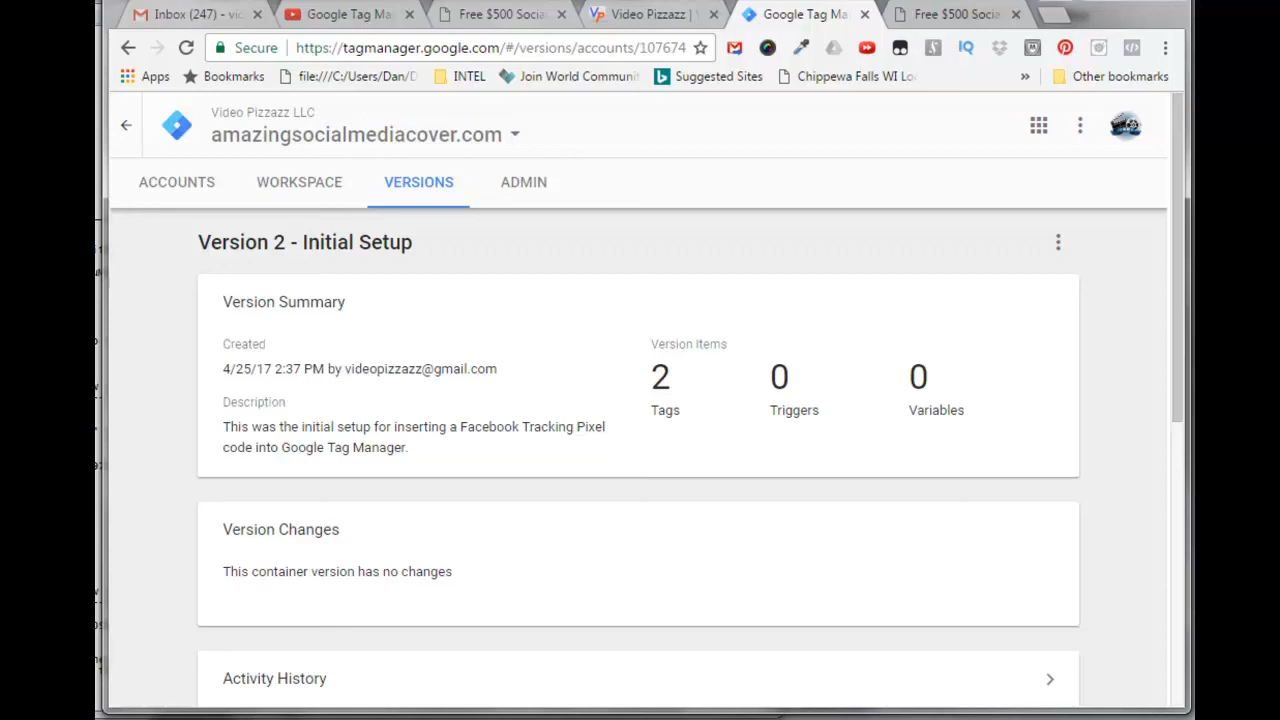 Inbox (247) - vid
Google Tag Ma
Free $500 Socia
Video Pizzazz |
Google Tag Ma
Free $500 Socia
Secure
https://tagmanager.google.com/#/versions/accounts/107674
Apps
Bookmarks
file:///C:/Users/Dan/D
INTEL
Join World Communit
Suggested Sites
Chippewa Falls WI Lo
»
Other bookmarks
Video Pizzazz LLC
amazingsocialmediacover.com
ACCOUNTS
WORKSPACE
VERSIONS
ADMIN
Version 2 - Initial Setup
Version Summary
Created
Version Items
4/25/17 2:37 PM by videopizzazz@gmail.com
2
0
0
Description
Tags
Triggers
Variables
This was the initial setup for inserting a Facebook Tracking Pixel
code into Google Tag Manager.
Version Changes
This container version has no changes
Activity History